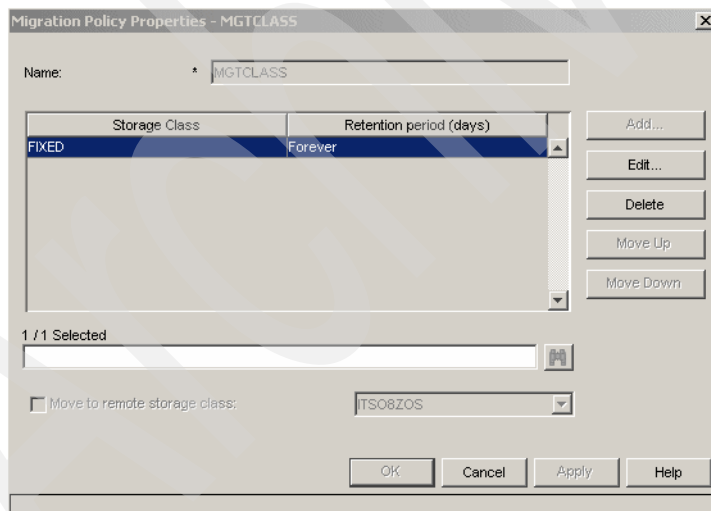 Migration Policy Properties - MGTCLASS
Name: * MGTCLASS
Storage Class Retention period (days)
FIXED Forever
Add...
Edit...
Delete
Move Up
Move Down
1 / 1 Selected
Move to remote storage class: ITSO8ZOS
OK Cancel Apply Help